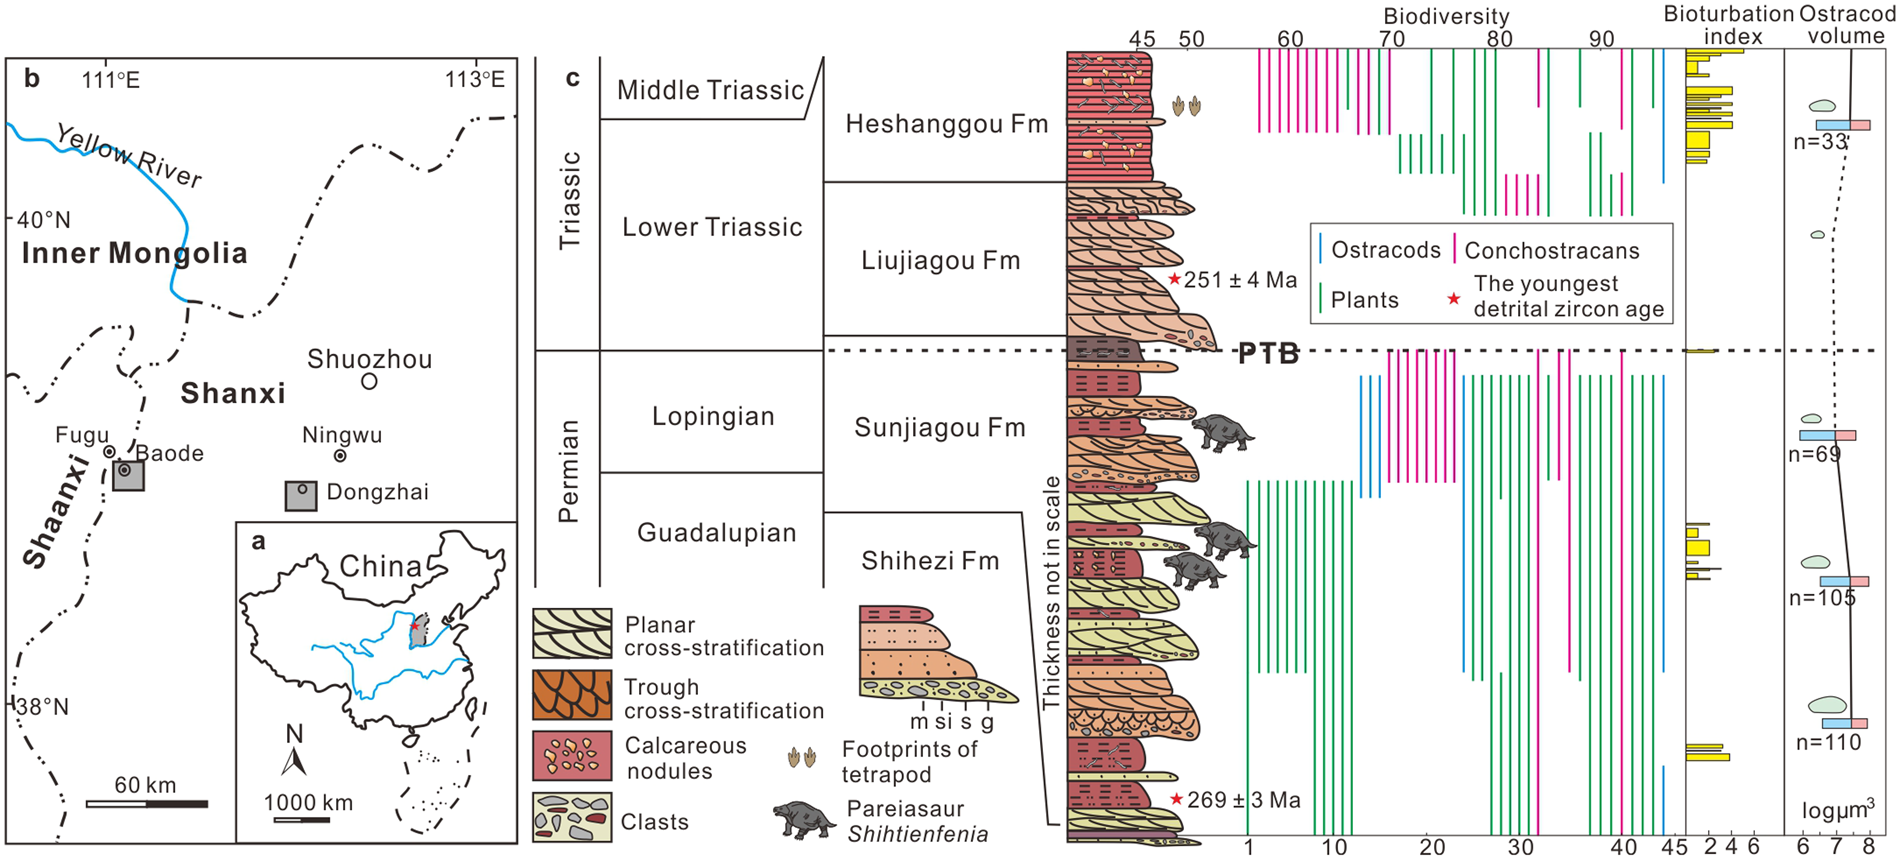 b
111°E
113°E
Yellow River
40°N
Inner Mongolia
Shuozhou
Shanxi
Fugu
Baode
Ningwu
Dongzhai
Shaanxi
38°N
60 km
a
China
N
1000 km
c
Triassic
Permian
Middle Triassic
Lower Triassic
Lopingian
Guadalupian
Heshanggou Fm
Liujiagou Fm
Sunjiagou Fm
Shihezi Fm
Planar
cross-stratification
Trough
cross-stratification
Calcareous
nodules
Clasts
m si s g
Footprints of
tetrapod
Pareiasaur
Shihtienfenia
Thickness not in scale
Biodiversity
45 50 60 70 80 90
251 ± 4 Ma
PTB
269 ± 3 Ma
Ostracods
Conchostracans
Plants
The youngest
detrital zircon age
1 10 20 30 40 45
Bioturbation
index
2 4 6
Ostracod
volume
n=33
n=69
n=105
n=110
logμm³
6 7 8